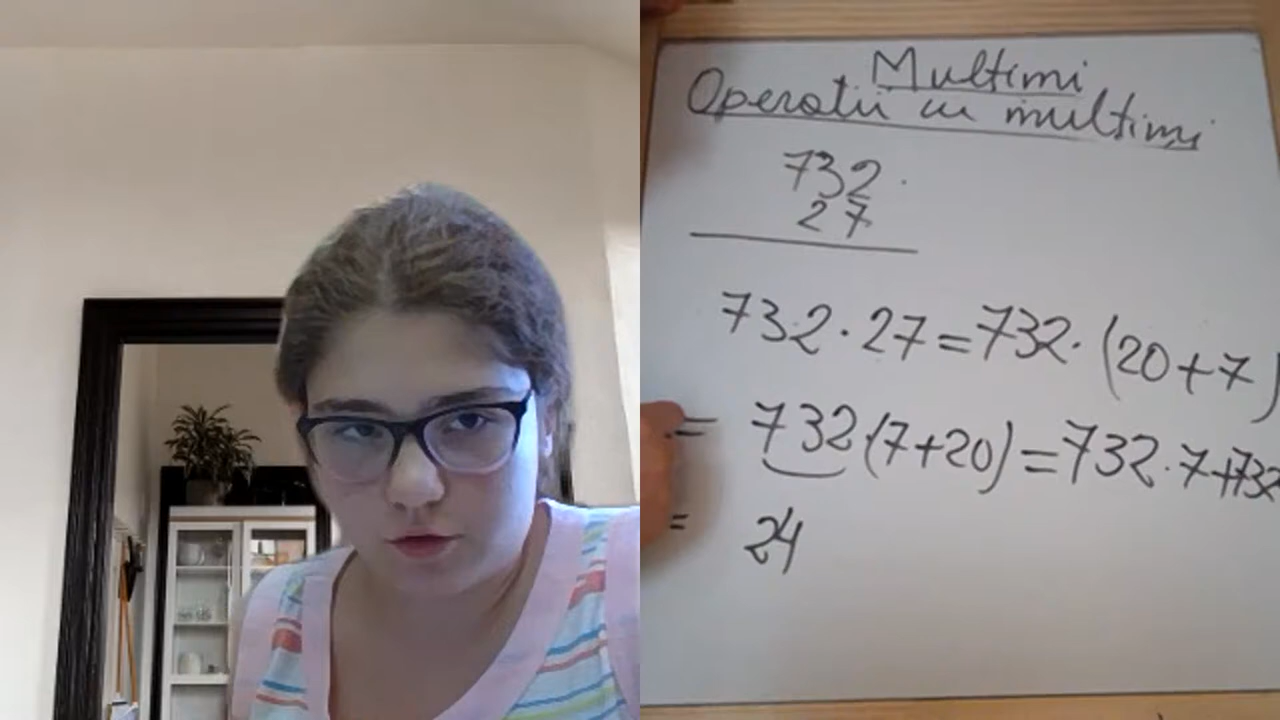 Multimi
Operatii cu multimi
732 .
27
732 . 27 = 732 . (20 + 7)
= 732 (7 + 20) = 732 . 7 + 732
= 24